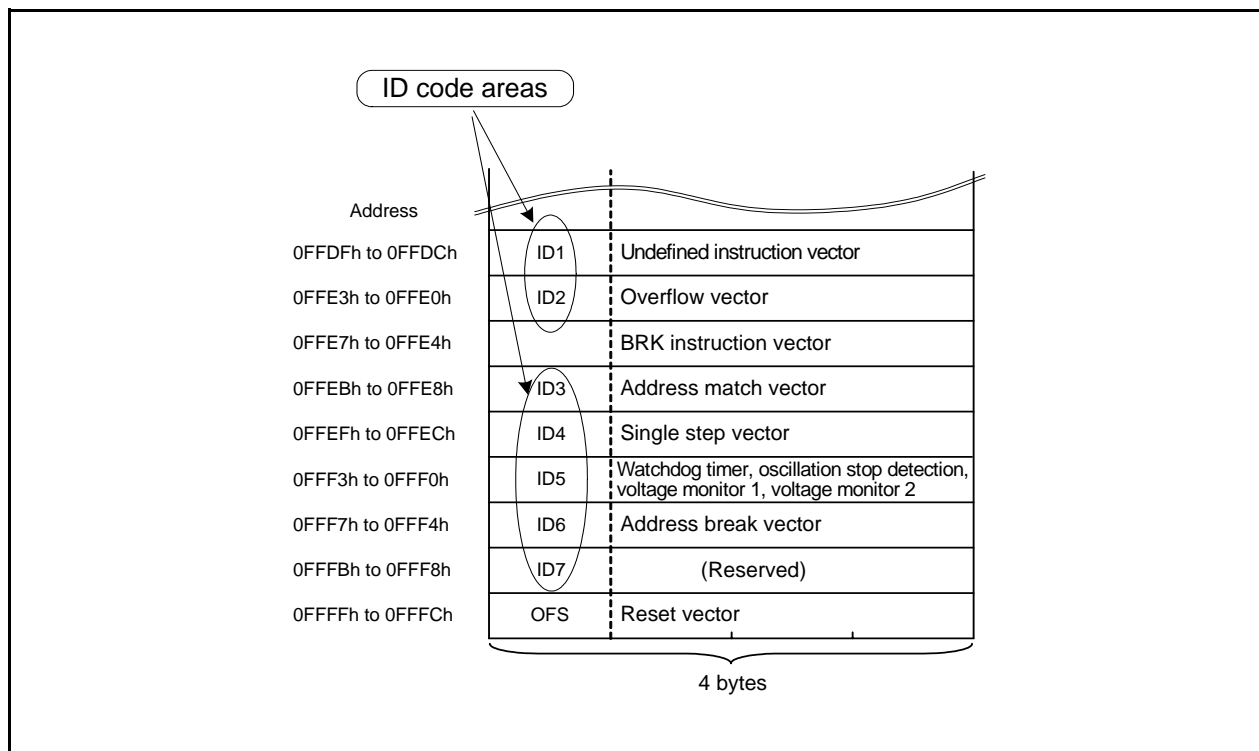 ID code areas
Address
0FFDFh to 0FFDCh ID1 Undefined instruction vector
0FFE3h to 0FFE0h ID2 Overflow vector
0FFE7h to 0FFE4h BRK instruction vector
0FFEBh to 0FFE8h ID3 Address match vector
0FFEFh to 0FFECh ID4 Single step vector
0FFF3h to 0FFF0h ID5 Watchdog timer, oscillation stop detection,
voltage monitor 1, voltage monitor 2
0FFF7h to 0FFF4h ID6 Address break vector
0FFFBh to 0FFF8h ID7 (Reserved)
0FFFFh to 0FFFCh OFS Reset vector
4 bytes